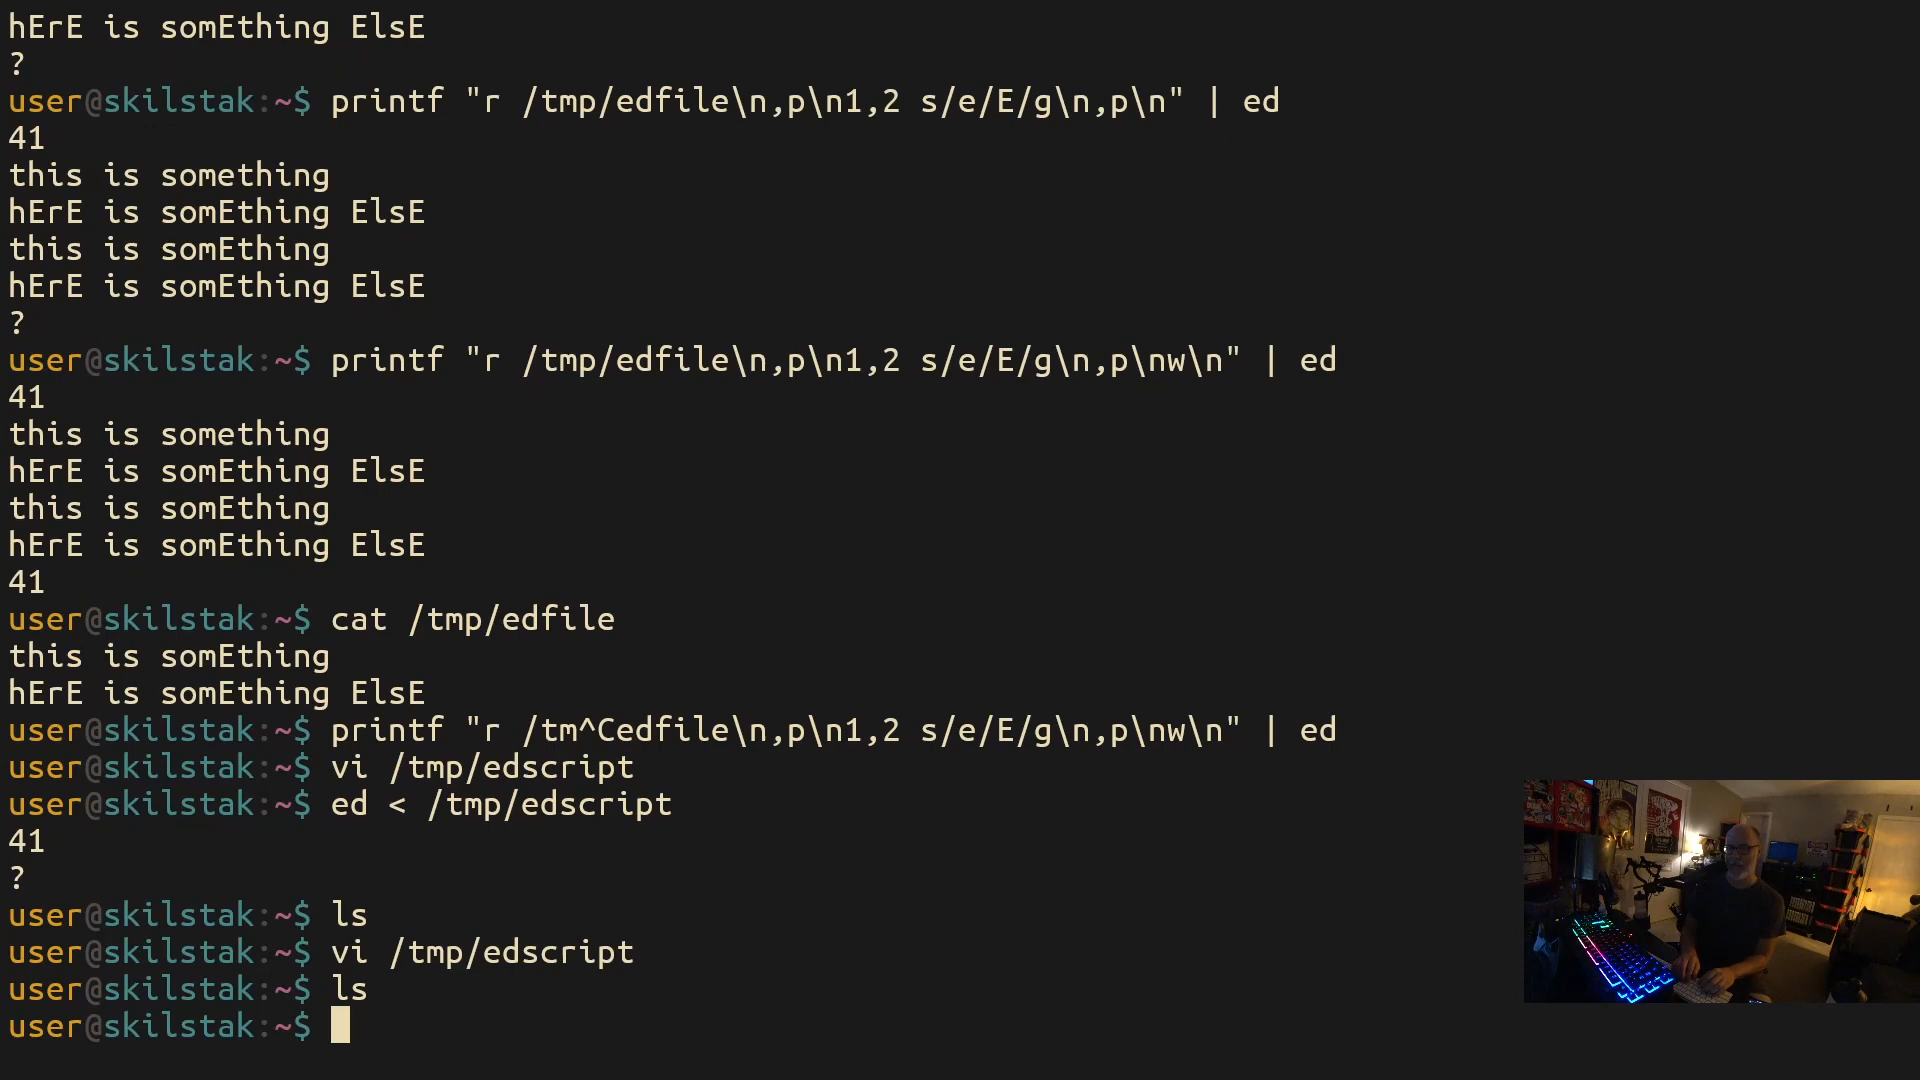 hErE is somEthing ElsE
?
user@skilstak:~$ printf "r /tmp/edfile\n,p\n1,2 s/e/E/g\n,p\n" | ed
41
this is something
hErE is somEthing ElsE
this is somEthing
hErE is somEthing ElsE
?
user@skilstak:~$ printf "r /tmp/edfile\n,p\n1,2 s/e/E/g\n,p\nw\n" | ed
41
this is something
hErE is somEthing ElsE
this is somEthing
hErE is somEthing ElsE
41
user@skilstak:~$ cat /tmp/edfile
this is somEthing
hErE is somEthing ElsE
user@skilstak:~$ printf "r /tm^Cedfile\n,p\n1,2 s/e/E/g\n,p\nw\n" | ed
user@skilstak:~$ vi /tmp/edscript
user@skilstak:~$ ed < /tmp/edscript
41
?
user@skilstak:~$ ls
user@skilstak:~$ vi /tmp/edscript
user@skilstak:~$ ls
user@skilstak:~$